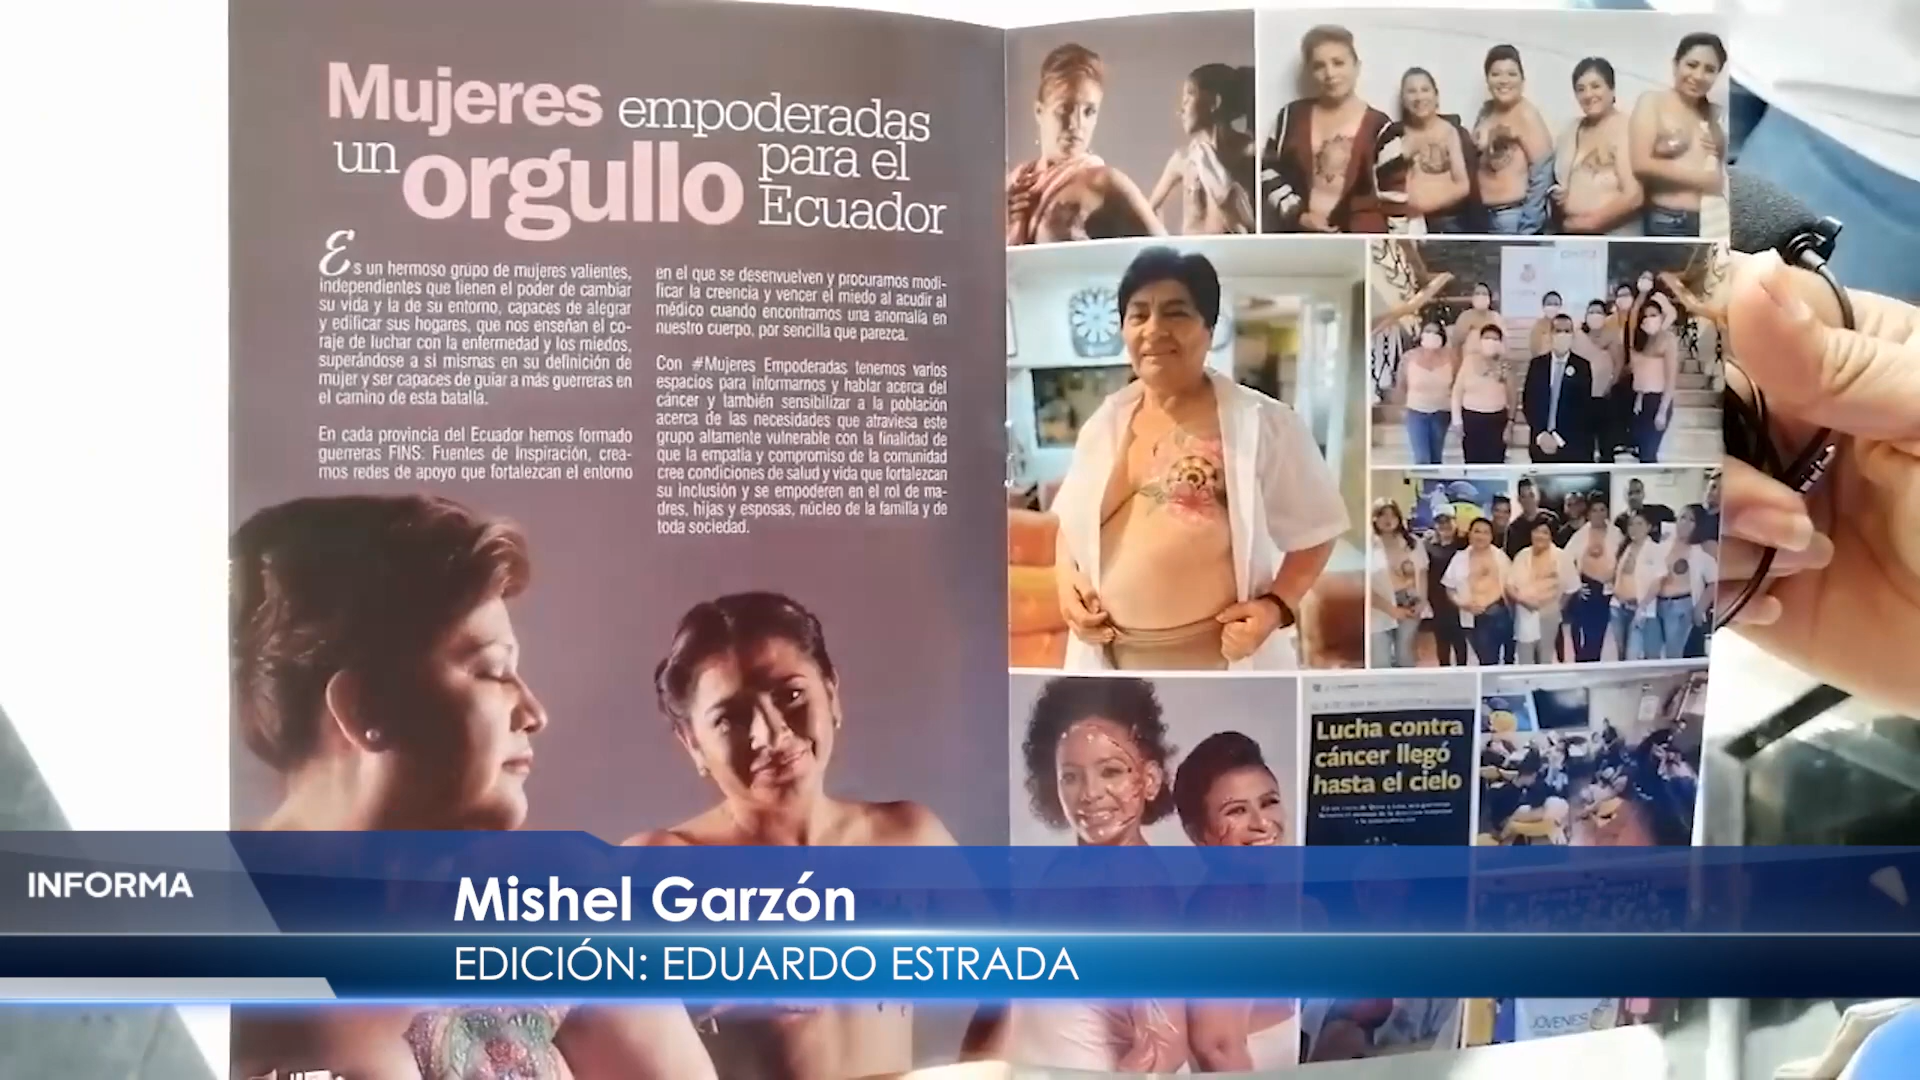 Mujeres empoderadas
un orgullo para el
Ecuador
Es un hermoso grupo de mujeres valientes,
independientes que tienen el poder de cambiar
su vida y la de su entorno, capaces de alegrar
y edificar sus hogares, que nos enseñan el co-
raje de luchar con la enfermedad y los miedos,
superándose a si mismas en su definición de
mujer y ser capaces de guiar a más guerreras en
el camino de esta batalla.
En cada provincia del Ecuador hemos formado
guerreras FINS: Fuentes de Inspiración, crea-
mos redes de apoyo que fortalezcan el entorno
en el que se desenvuelven y procuramos modi-
ficar la creencia y vencer el miedo al acudir al
médico cuando encontramos una anomalía en
nuestro cuerpo, por sencilla que parezca.
Con #Mujeres Empoderadas tenemos varios
espacios para informarnos y hablar acerca del
cáncer y también sensibilizar a la población
acerca de las necesidades que atraviesa este
grupo altamente vulnerable con la finalidad de
que la empatía y compromiso de la comunidad
cree condiciones de salud y vida que fortalezcan
su inclusión y se empoderen en el rol de ma-
dres, hijas y esposas, núcleo de la familia y de
toda sociedad.
Lucha contra
cáncer llegó
hasta el cielo
INFORMA
Mishel Garzón
EDICIÓN: EDUARDO ESTRADA
JÓVENES